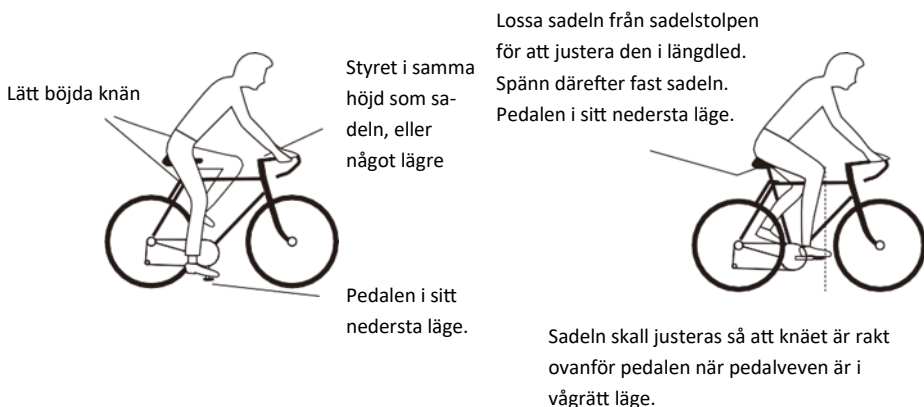 Lätt böjda knän
Styret i samma
höjd som sa-
deln, eller
något lägre
Pedalen i sitt
nedersta läge.
Lossa sadeln från sadelstolpen
för att justera den i längdled.
Spänn därefter fast sadeln.
Pedalen i sitt nedersta läge.
Sadeln skall justeras så att knäet är rakt
ovanför pedalen när pedalveven är i
vågrätt läge.